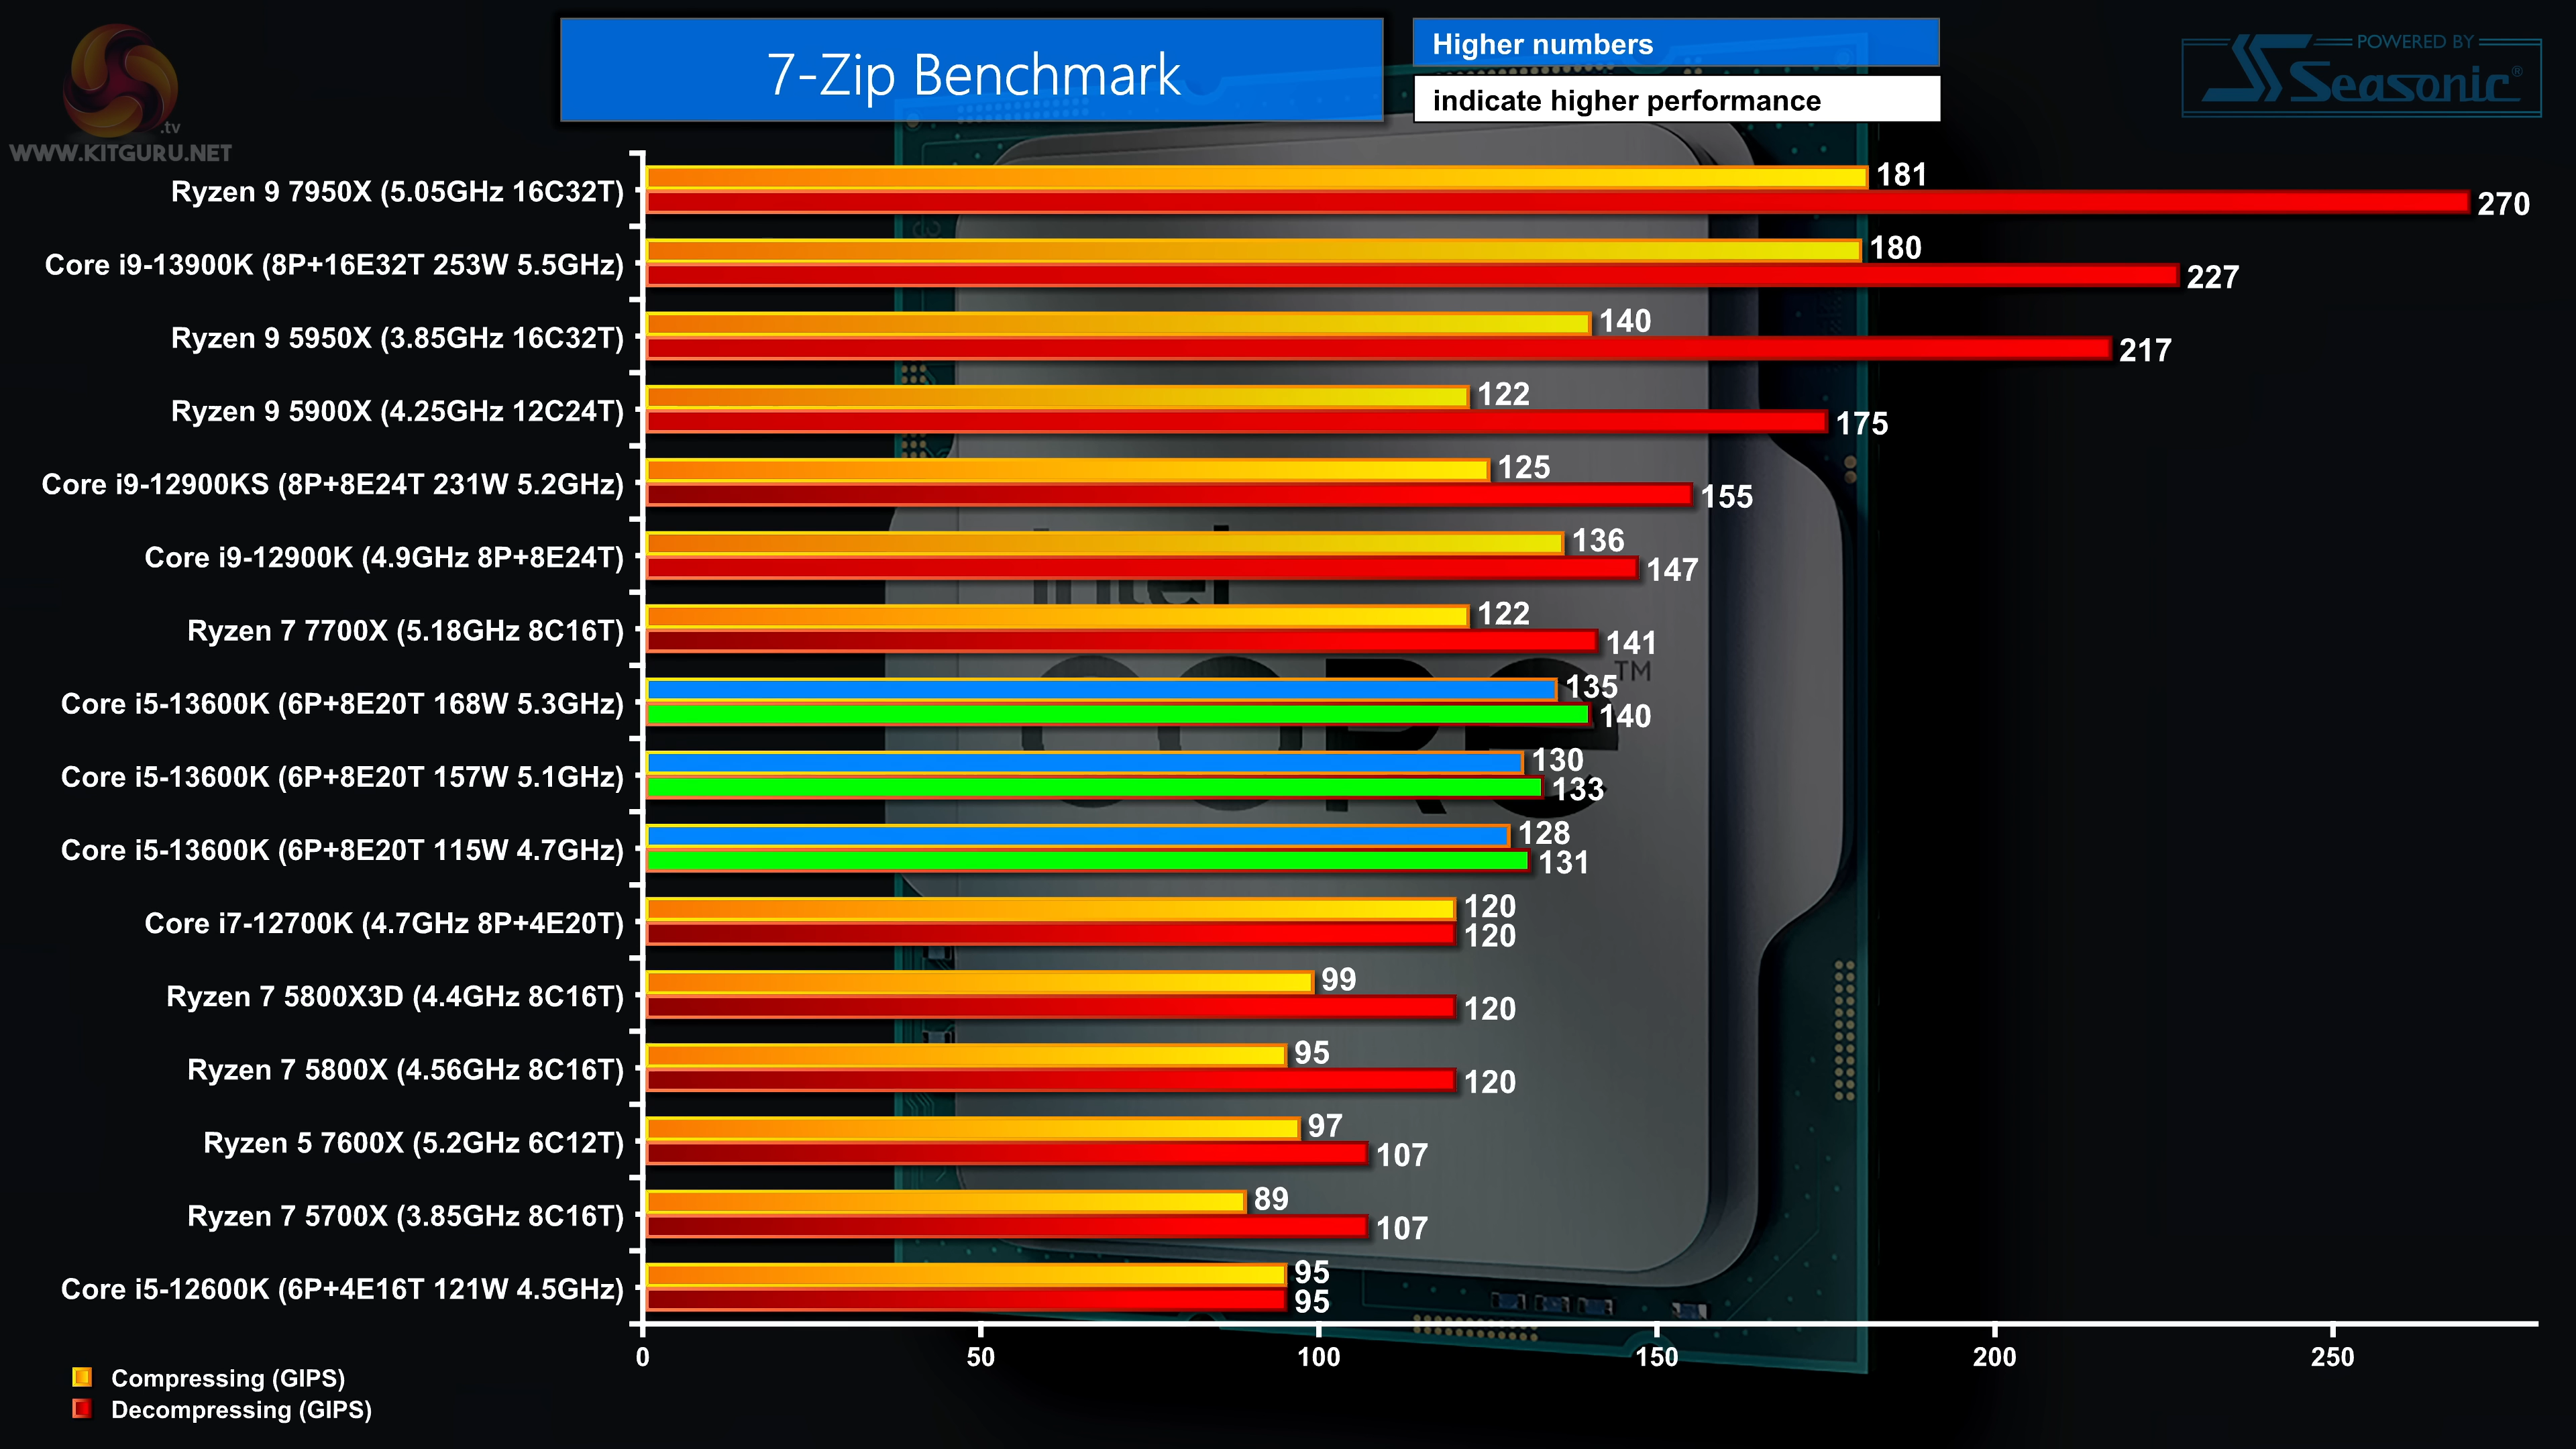 7-Zip Benchmark
Higher numbers
indicate higher performance
POWERED BY
Seasonic®
.tv
WWW.KITGURU.NET
Ryzen 9 7950X (5.05GHz 16C32T)
181
270
Core i9-13900K (8P+16E32T 253W 5.5GHz)
180
227
Ryzen 9 5950X (3.85GHz 16C32T)
140
217
Ryzen 9 5900X (4.25GHz 12C24T)
122
175
Core i9-12900KS (8P+8E24T 231W 5.2GHz)
125
155
Core i9-12900K (4.9GHz 8P+8E24T)
136
147
Ryzen 7 7700X (5.18GHz 8C16T)
122
141
Core i5-13600K (6P+8E20T 168W 5.3GHz)
135
140
Core i5-13600K (6P+8E20T 157W 5.1GHz)
130
133
Core i5-13600K (6P+8E20T 115W 4.7GHz)
128
131
Core i7-12700K (4.7GHz 8P+4E20T)
120
120
Ryzen 7 5800X3D (4.4GHz 8C16T)
99
120
Ryzen 7 5800X (4.56GHz 8C16T)
95
120
Ryzen 5 7600X (5.2GHz 6C12T)
97
107
Ryzen 7 5700X (3.85GHz 8C16T)
89
107
Core i5-12600K (6P+4E16T 121W 4.5GHz)
95
95
intel
CORE™
0 50 100 150 200 250
Compressing (GIPS)
Decompressing (GIPS)